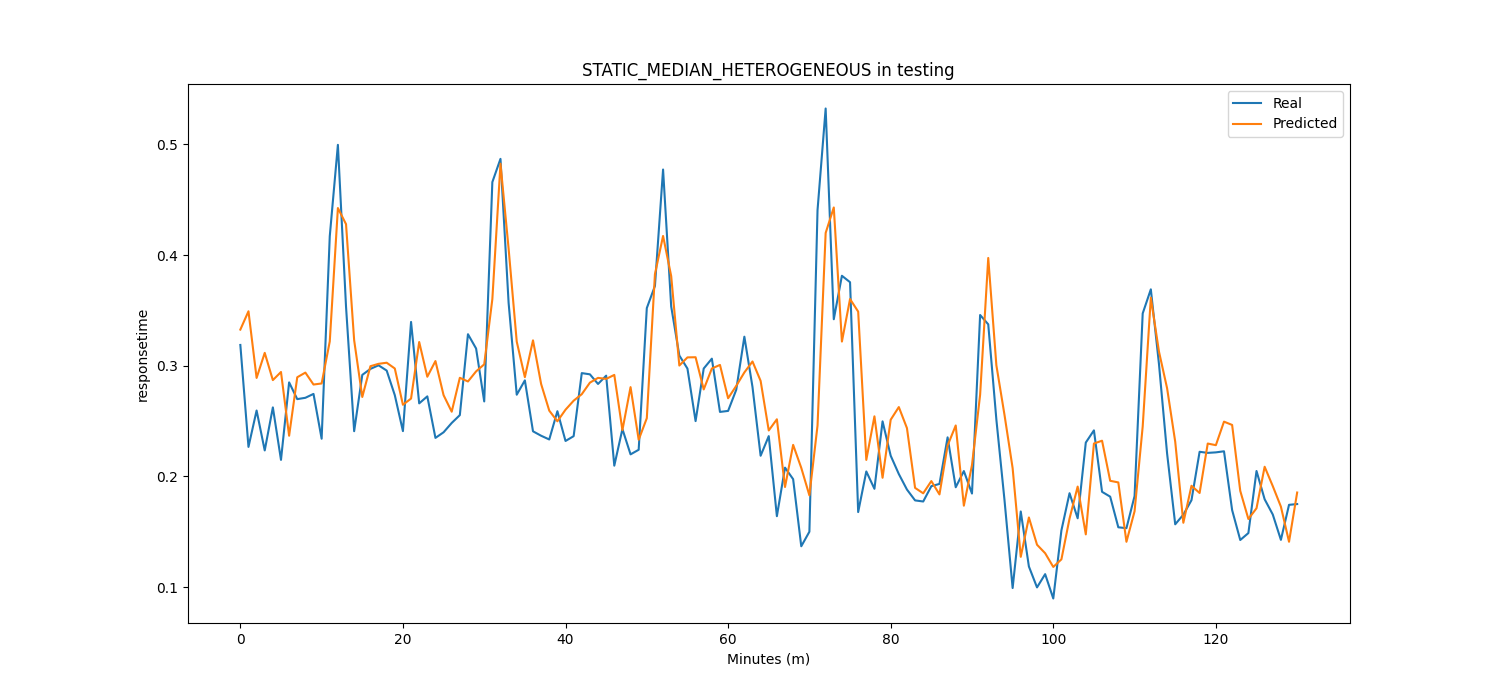 STATIC_MEDIAN_HETEROGENEOUS in testing
Real
Predicted
responsetime
0.5
0.4
0.3
0.2
0.1
0 20 40 60 80 100 120
Minutes (m)